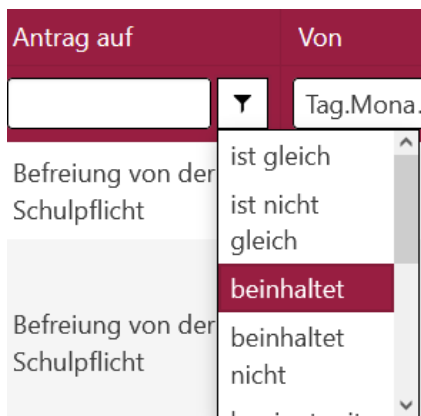 Antrag auf
Von
Tag.Mona.
Befreiung von der
Schulpflicht
ist gleich
ist nicht
gleich
beinhaltet
Befreiung von der
Schulpflicht
beinhaltet
nicht